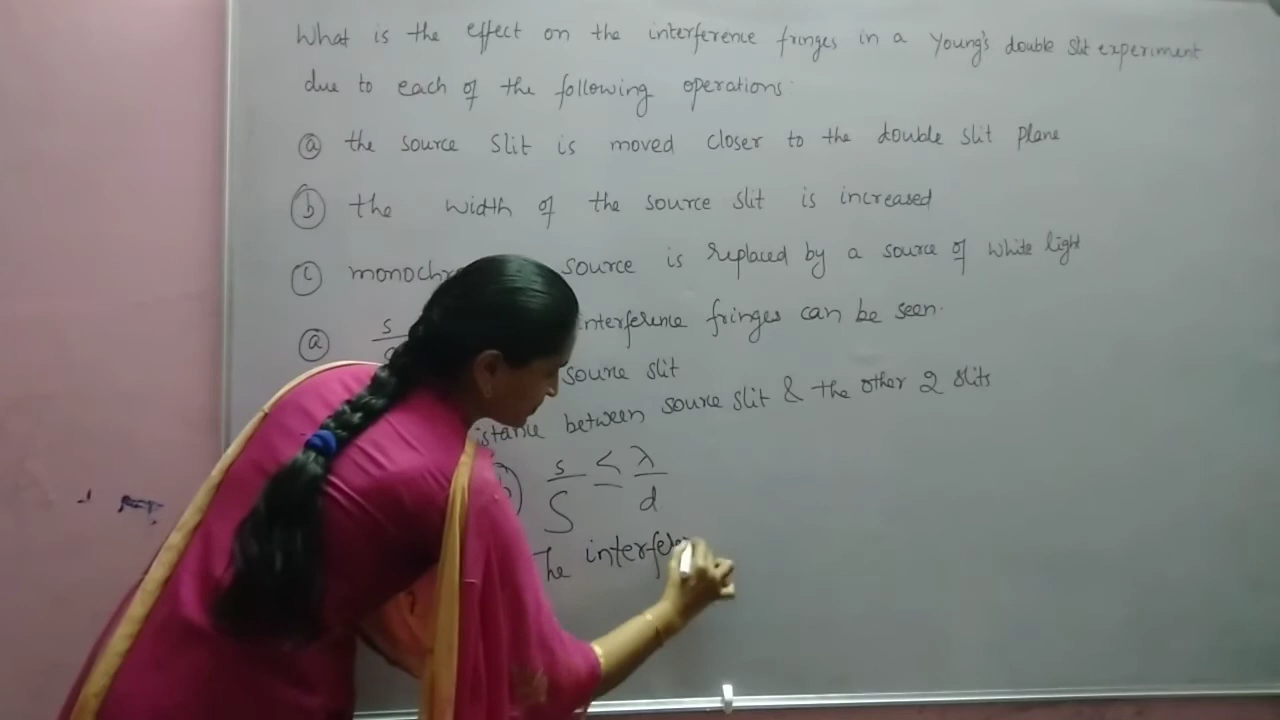 What is the effect on the interference fringes in a Young's double slit experiment
due to each of the following operations
(a) the source slit is moved closer to the double slit plane
(b) the width of the source slit is increased
(c) source is replaced by a source of white light
(a) s interference fringes can be seen.
source slit
between source slit & the other 2 slits
s/S ≤ λ/d
The